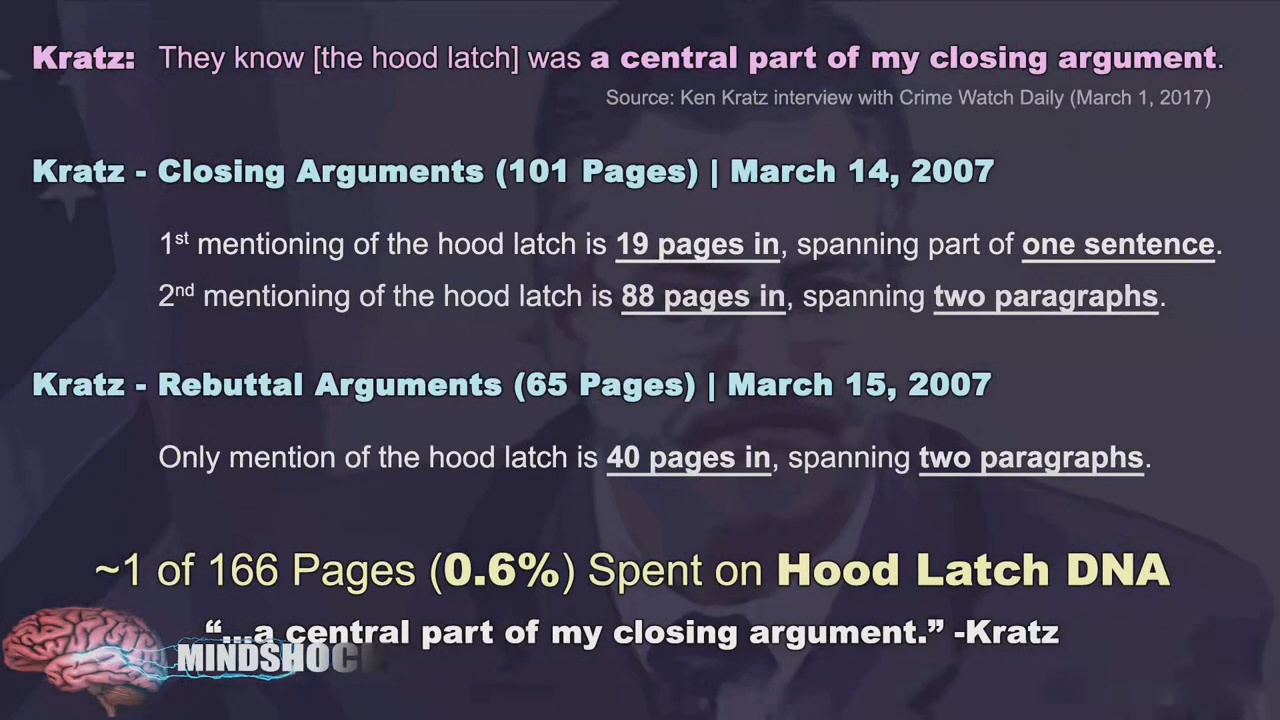 Kratz: They know [the hood latch] was a central part of my closing argument.
Source: Ken Kratz interview with Crime Watch Daily (March 1, 2017)
Kratz - Closing Arguments (101 Pages) | March 14, 2007
1st mentioning of the hood latch is 19 pages in, spanning part of one sentence.
2nd mentioning of the hood latch is 88 pages in, spanning two paragraphs.
Kratz - Rebuttal Arguments (65 Pages) | March 15, 2007
Only mention of the hood latch is 40 pages in, spanning two paragraphs.
~1 of 166 Pages (0.6%) Spent on Hood Latch DNA
“...a central part of my closing argument.” -Kratz
MINDSHOCK